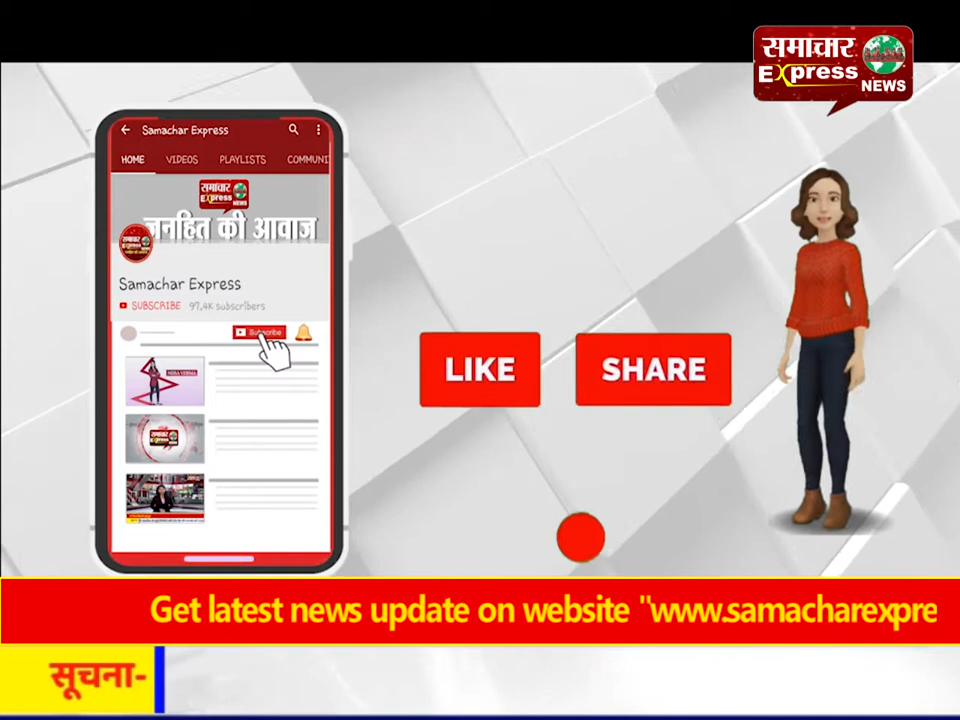 समाचार
Express
NEWS
Samachar Express
HOME VIDEOS PLAYLISTS COMMUNI
समाचार
Express
NEWS
जनहित की आवाज
Samachar Express
SUBSCRIBE 97.4K subscribers
Subscribe
LIKE SHARE
Get latest news update on website "www.samacharexpre
सूचना-